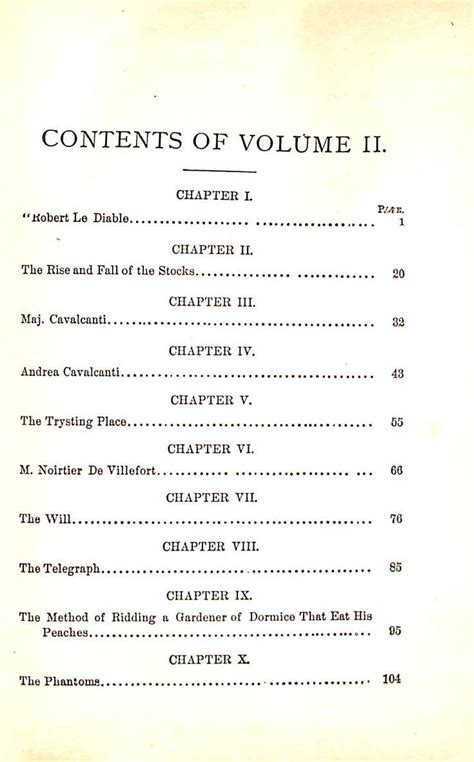 CONTENTS OF VOLUME II.
CHAPTER I.
PAGE.
"Robert Le Diable.................. ... ................... 1
CHAPTER II.
The Rise and Fall of the Stocks............................... 20
CHAPTER III.
Maj. Cavalcanti............................................... 32
CHAPTER IV.
Andrea Cavalcanti............................................. 43
CHAPTER V.
The Trysting Place............................................ 55
CHAPTER VI.
M. Noirtier De Villefort............................ ... ... 66
CHAPTER VII.
The Will...................................................... 76
CHAPTER VIII.
The Telegraph................................................. 85
CHAPTER IX.
The Method of Ridding a Gardener of Dormice That Eat His
Peaches....................................................... 95
CHAPTER X.
The Phantoms.................................................. 104